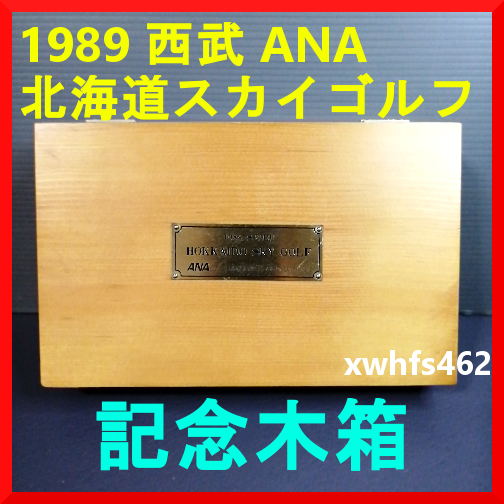 1989 西武 ANA
北海道スカイゴルフ
HOKKAIDO SKY GOLF
ANA
xwhfs462
記念木箱